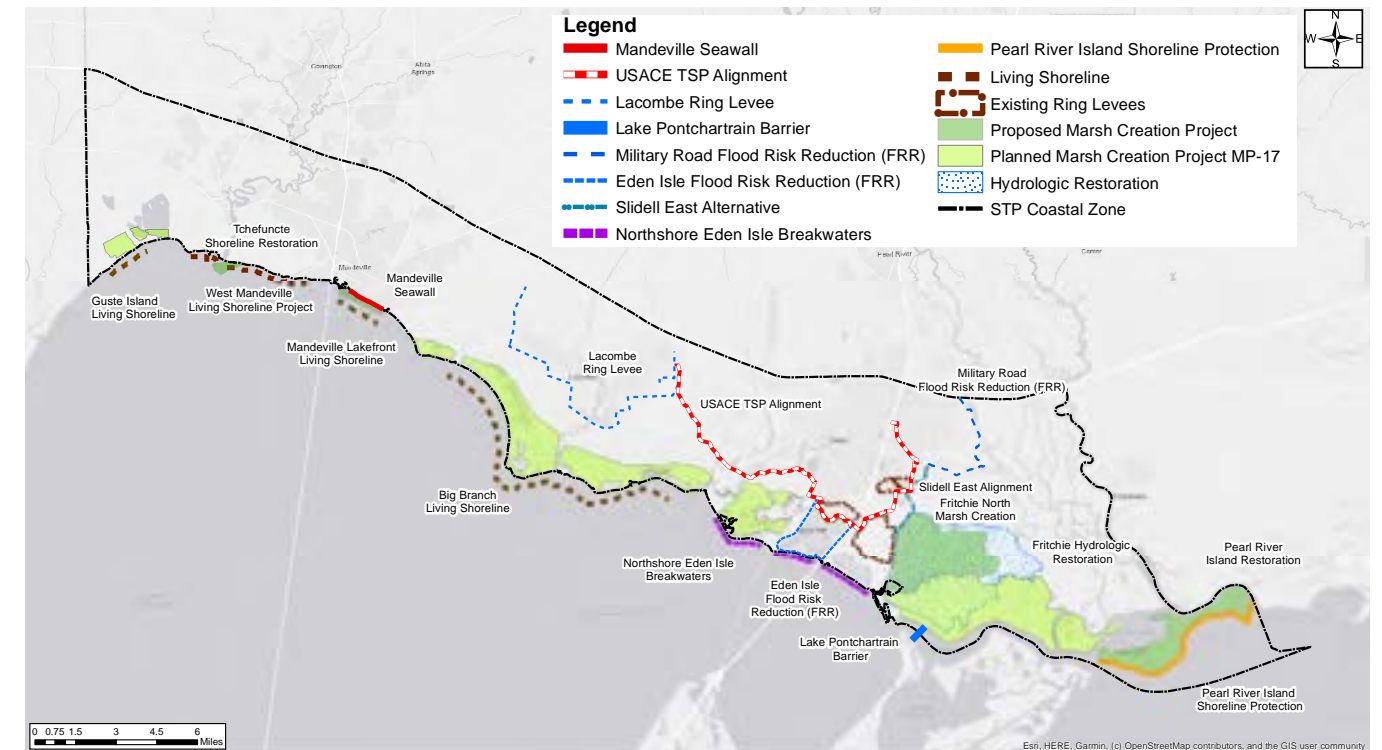 Legend
Mandeville Seawall
USACE TSP Alignment
Lacombe Ring Levee
Lake Pontchartrain Barrier
Military Road Flood Risk Reduction (FRR)
Eden Isle Flood Risk Reduction (FRR)
Slidell East Alternative
Northshore Eden Isle Breakwaters
Pearl River Island Shoreline Protection
Living Shoreline
Existing Ring Levees
Proposed Marsh Creation Project
Planned Marsh Creation Project MP-17
Hydrologic Restoration
STP Coastal Zone
N
W
E
S
Covington
Abita
Springs
Pearl River
Tchefuncte
Shoreline Restoration
Mandeville
Mandeville
Seawall
Guste Island
Living Shoreline
West Mandeville
Living Shoreline Project
Mandeville Lakefront
Living Shoreline
Lacombe
Ring Levee
Military Road
Flood Risk Reduction (FRR)
USACE TSP Alignment
Big Branch
Living Shoreline
Slidell East Alignment
Fritchie North
Marsh Creation
Northshore Eden Isle
Breakwaters
Fritchie Hydrologic
Restoration
Pearl River
Island Restoration
Eden Isle
Flood Risk
Reduction (FRR)
Lake Pontchartrain
Barrier
Pearl River Island
Shoreline Protection
0 0.75 1.5 3 4.5 6
Miles
Esri, HERE, Garmin, (c) OpenStreetMap contributors, and the GIS user community